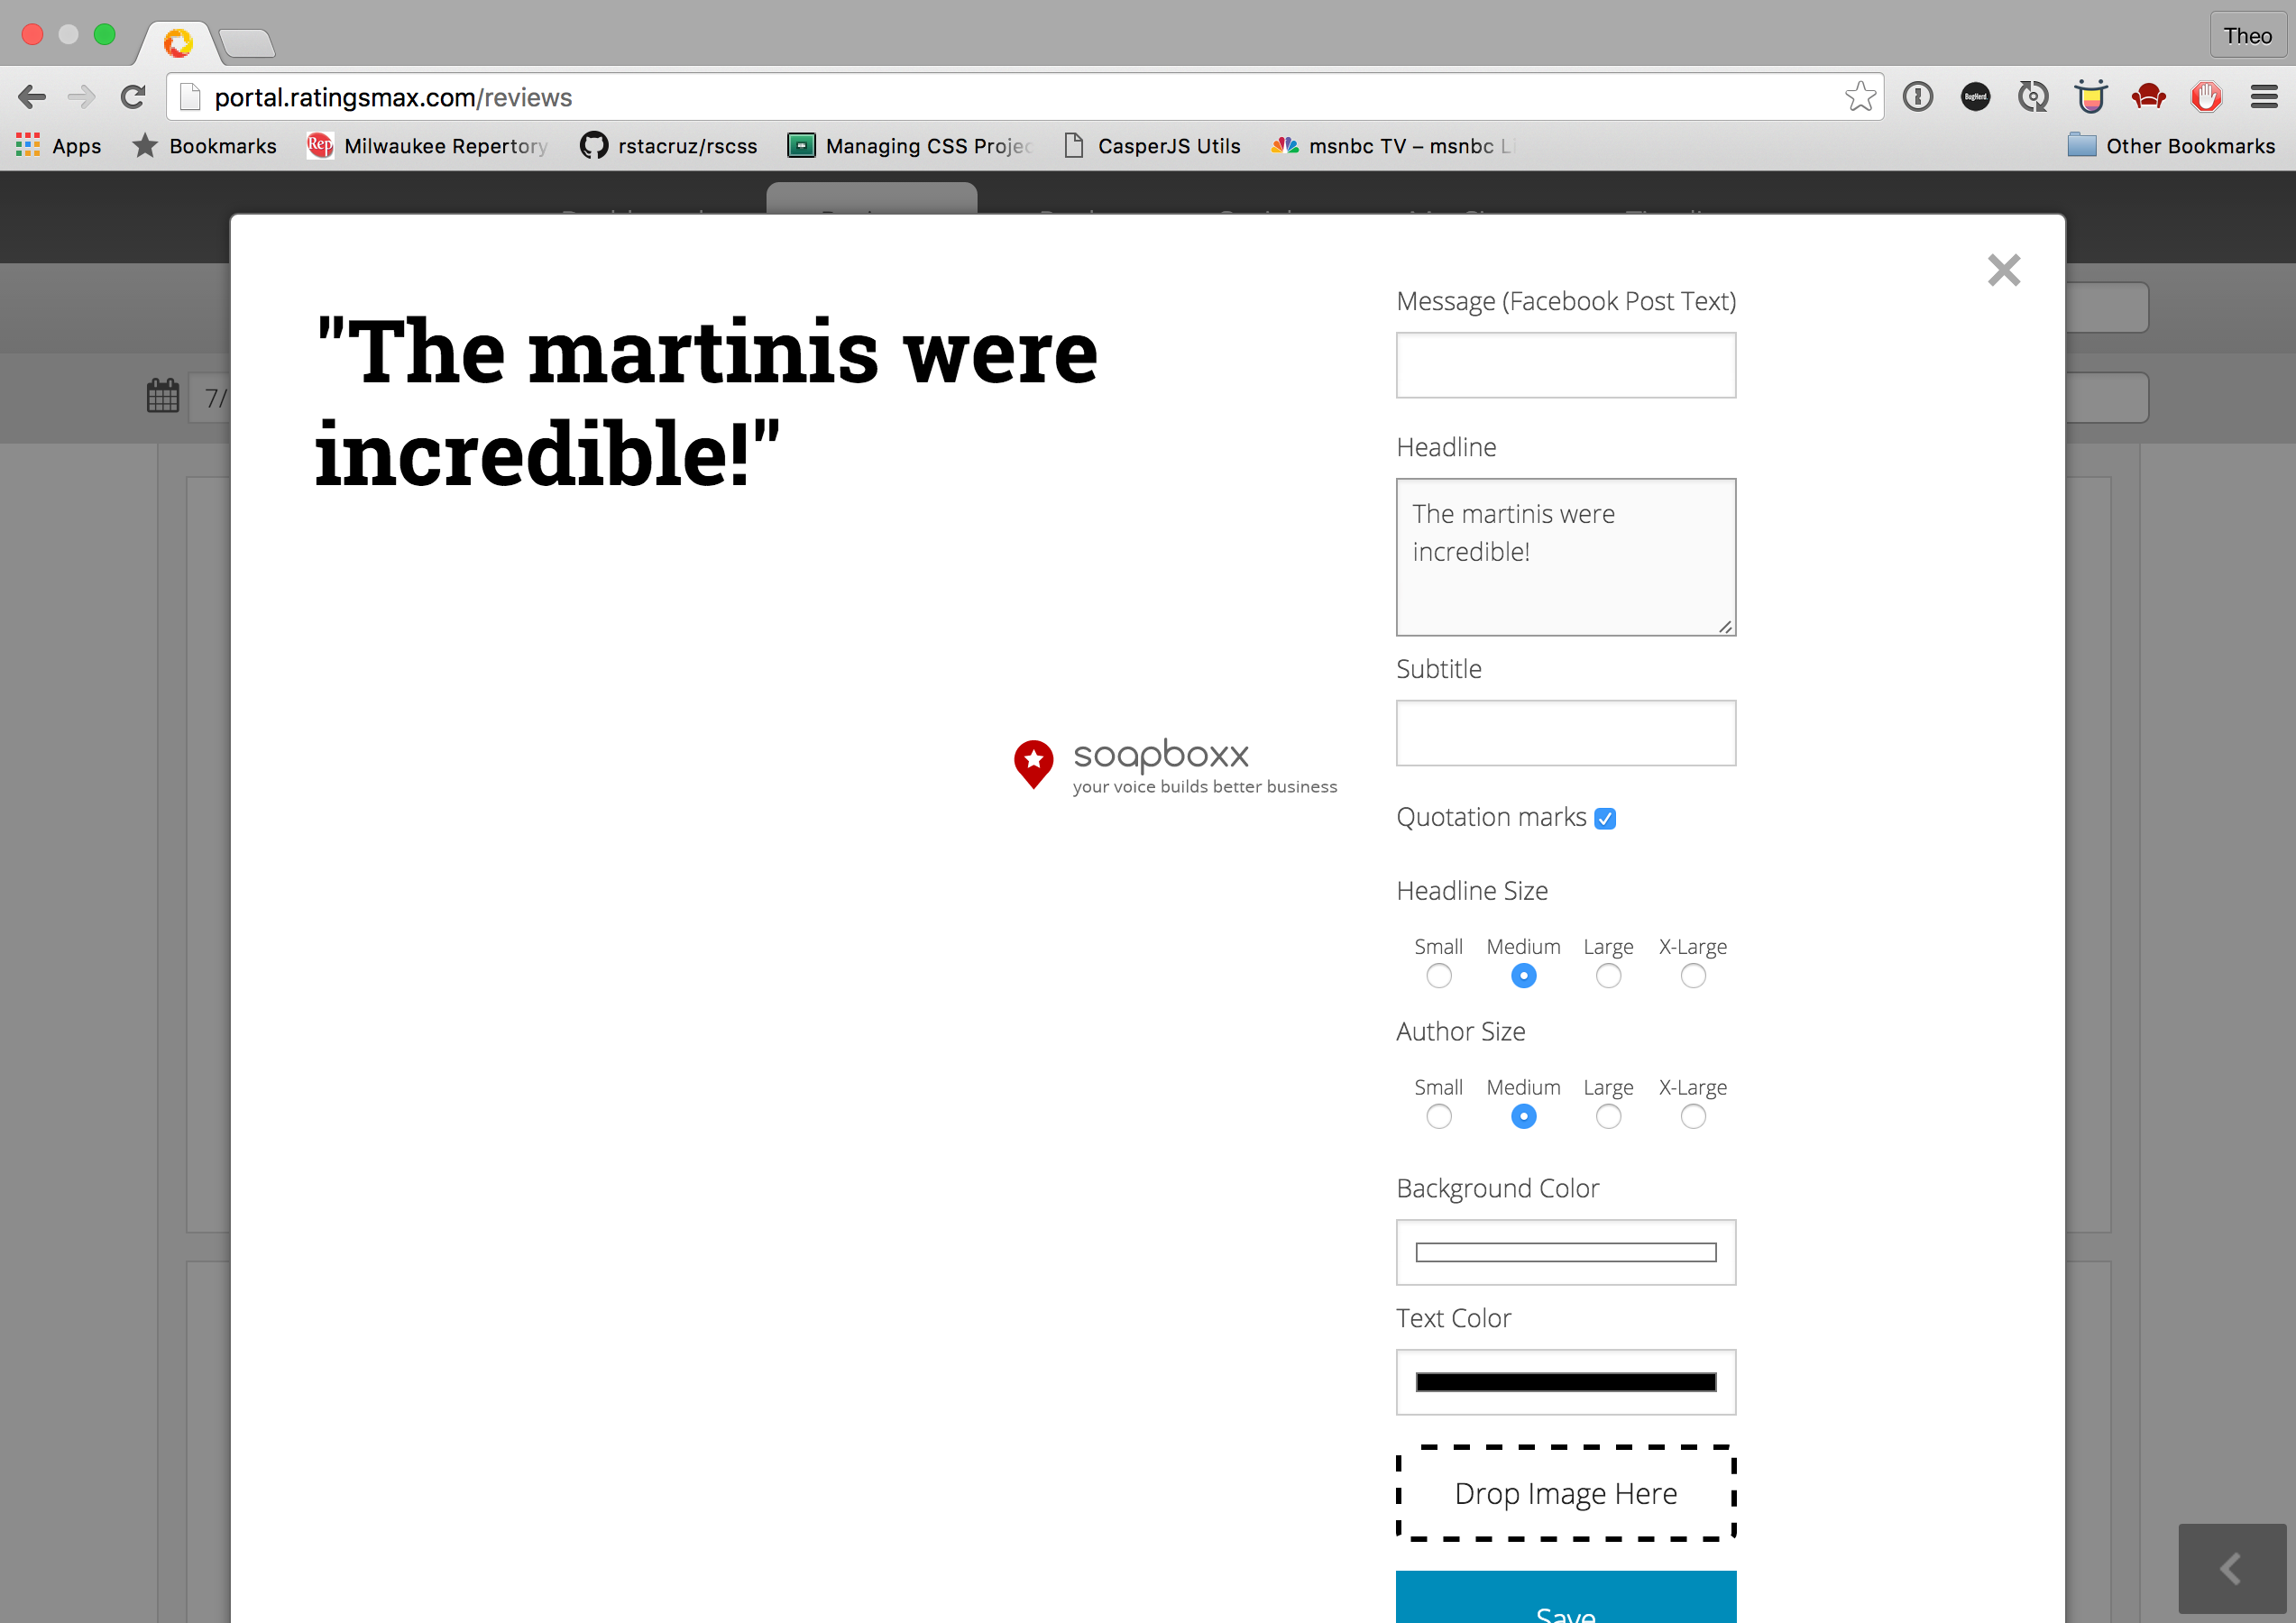 Theo
portal.ratingsmax.com/reviews
BugHerd
Apps
Bookmarks
Rep
Milwaukee Repertory
rstacruz/rscss
Managing CSS Projec
CasperJS Utils
msnbc TV – msnbc Li
Other Bookmarks
7/
"The martinis were
incredible!"
soapboxx
your voice builds better business
Message (Facebook Post Text)
Headline
The martinis were
incredible!
Subtitle
Quotation marks
Headline Size
Small Medium Large X-Large
Author Size
Small Medium Large X-Large
Background Color
Text Color
Drop Image Here
Save